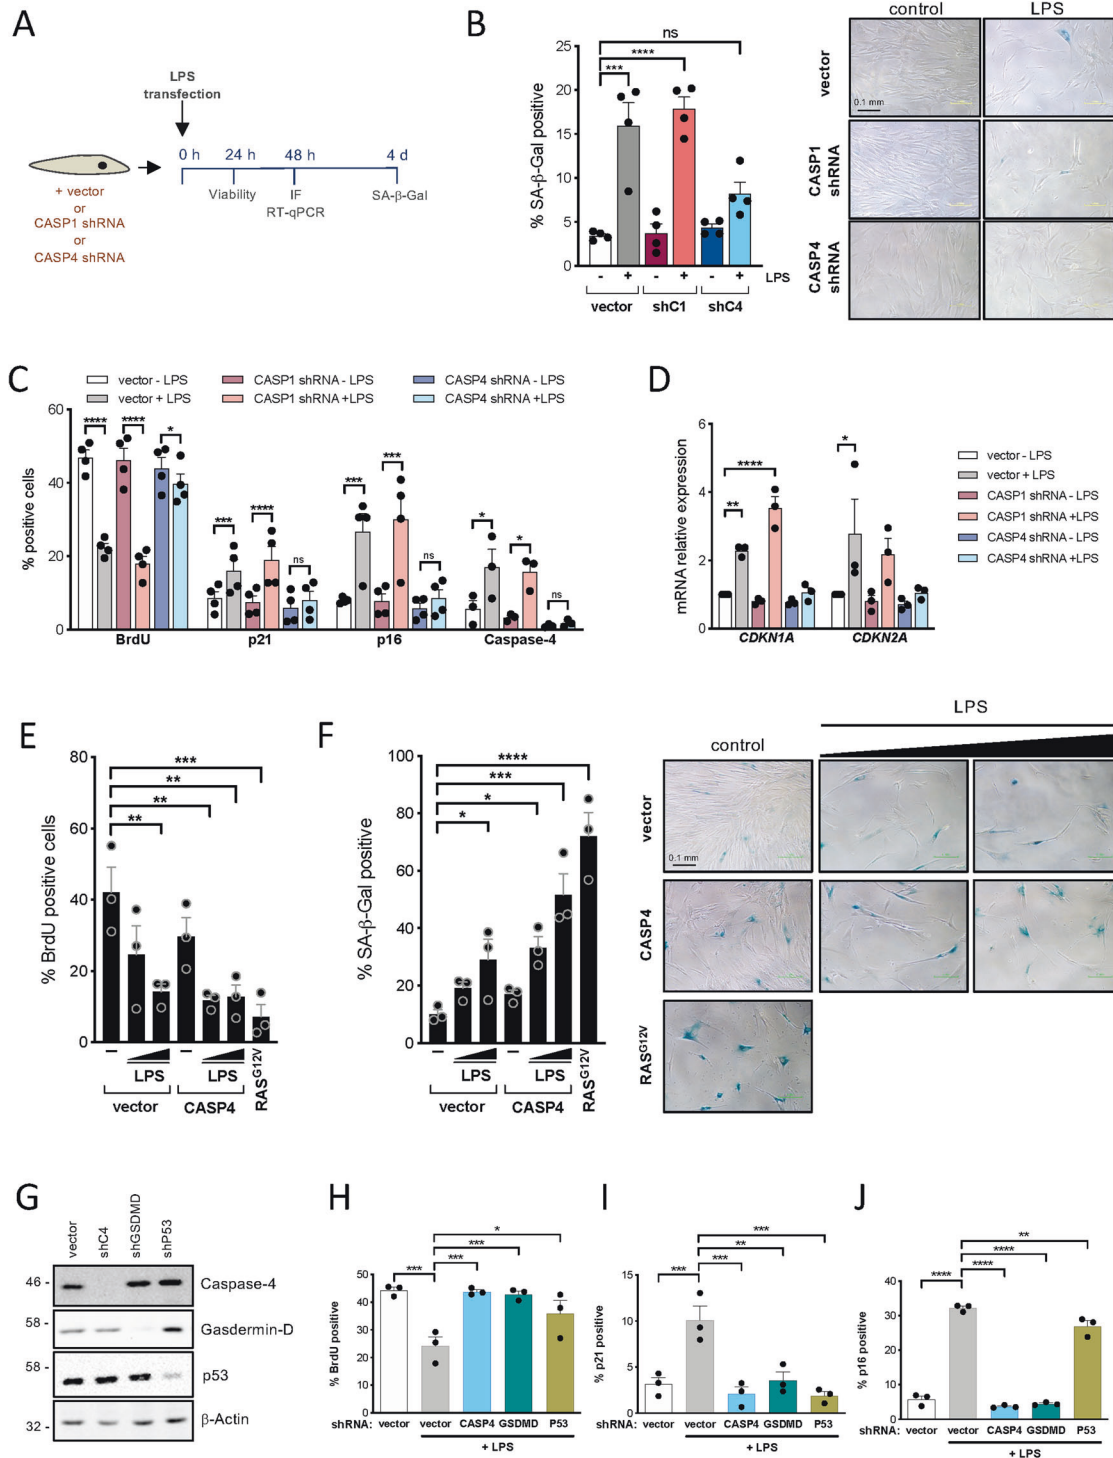 A
LPS
transfection
0 h 24 h 48 h 4 d
Viability IF SA-β-Gal
RT-qPCR
+ vector
or
CASP1 shRNA
or
CASP4 shRNA
B
% SA-β-Gal positive
25
20
15
10
5
0
ns
****
***
- + - + - + LPS
vector shC1 shC4
control LPS
vector
CASP1
shRNA
CASP4
shRNA
0.1 mm
C
vector - LPS CASP1 shRNA - LPS CASP4 shRNA - LPS
vector + LPS CASP1 shRNA +LPS CASP4 shRNA +LPS
% positive cells
60
40
20
0
**** **** *
*** **** ns
*** *** ns
* * ns
BrdU p21 p16 Caspase-4
D
mRNA relative expression
6
4
2
0
****
**
*
CDKN1A CDKN2A
vector - LPS
vector + LPS
CASP1 shRNA - LPS
CASP1 shRNA +LPS
CASP4 shRNA - LPS
CASP4 shRNA +LPS
E
% BrdU positive cells
80
60
40
20
0
***
**
**
**
– LPS – LPS RASG12V
vector CASP4
F
% SA-β-Gal positive
100
80
60
40
20
0
****
***
*
*
– LPS – LPS RASG12V
vector CASP4
LPS
control
vector
0.1 mm
CASP4
RASG12V
G
vector shC4 shGSDMD shP53
46 - Caspase-4
58 - Gasdermin-D
58 - p53
32 - β-Actin
H
% BrdU positive
50
40
30
20
10
0
*
***
***
***
shRNA: vector vector CASP4 GSDMD P53
+ LPS
I
% p21 positive
15
10
5
0
***
**
***
***
shRNA: vector vector CASP4 GSDMD P53
+ LPS
J
% p16 positive
40
30
20
10
0
**
****
****
****
shRNA: vector vector CASP4 GSDMD P53
+ LPS